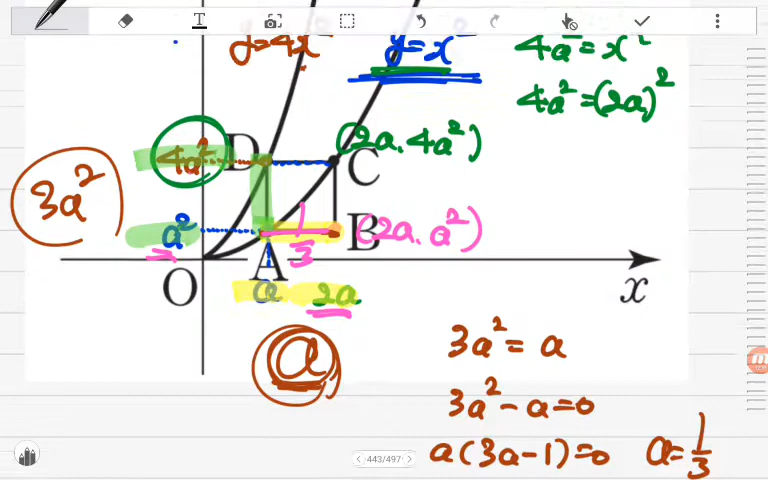 y=4x²
y=x²
4a²=x²
4a²=(2a)²
4a²
D
(2a, 4a²)
C
3a²
a²
1/3
B
(2a, a²)
O
A
x
a
2a
a
3a²=a
3a²-a=0
a(3a-1)=0
a=1/3
443/497